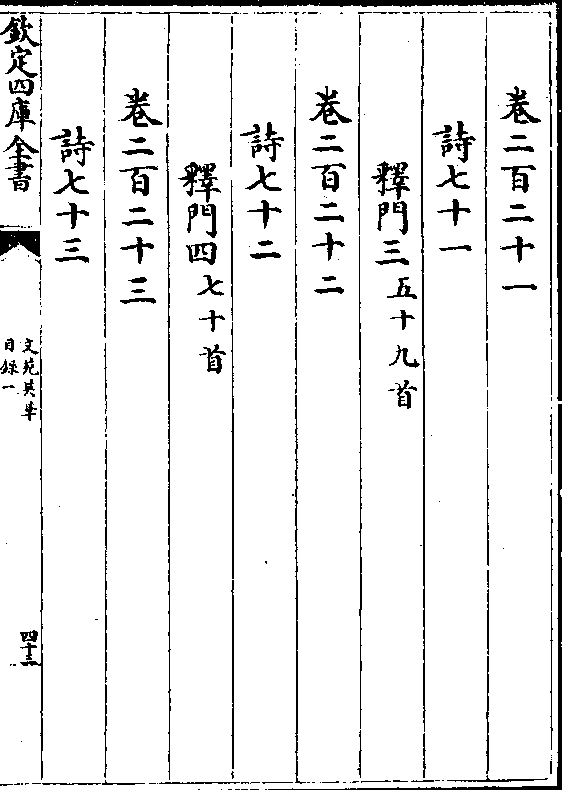 卷二百二十一
詩七十一
釋門三五十九首
卷二百二十二
詩七十二
釋門四七十首
卷二百二十三
詩七十三
欽定四庫全書
文苑英華
目錄一
四十三